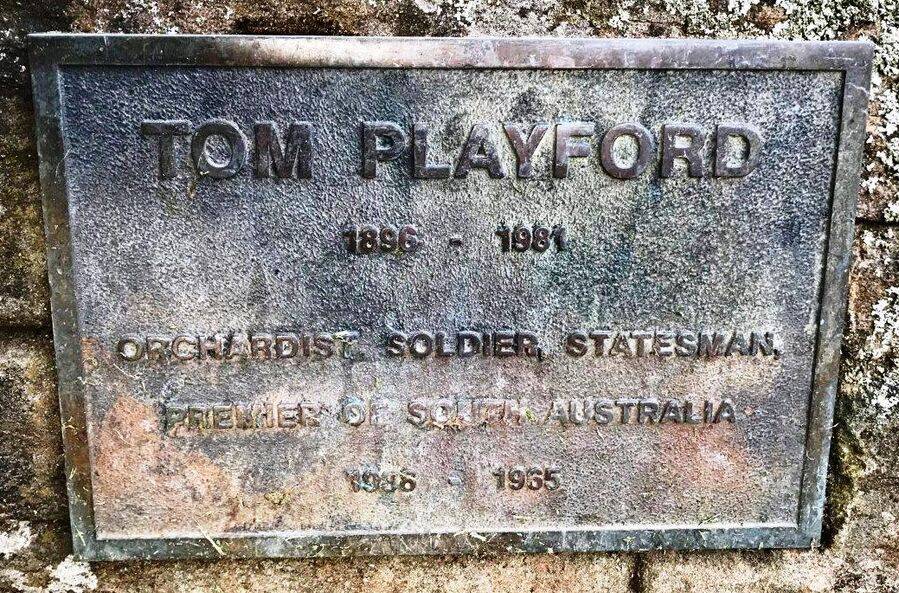 TOM PLAYFORD
1896 - 1981
ORCHARDIST, SOLDIER, STATESMAN,
PREMIER OF SOUTH AUSTRALIA
1938 - 1965